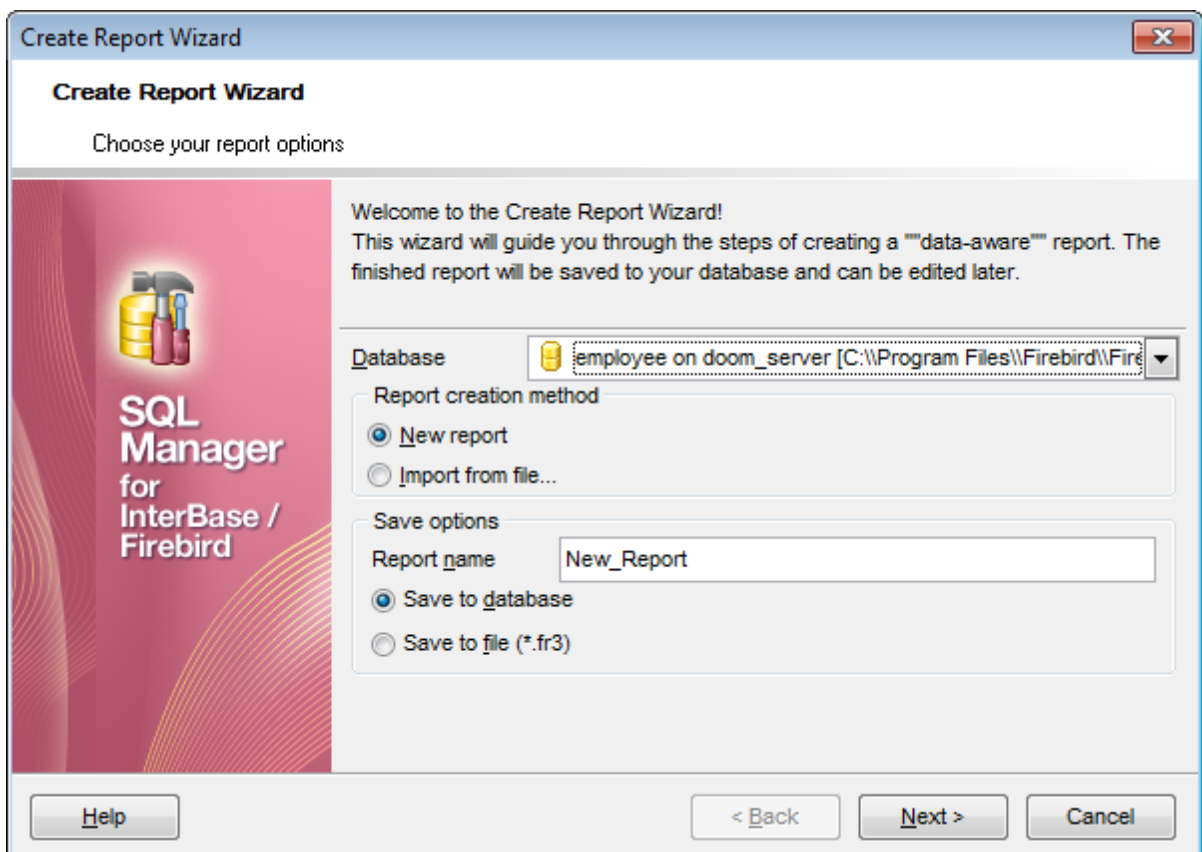 Create Report Wizard
Create Report Wizard
Choose your report options
Welcome to the Create Report Wizard!
This wizard will guide you through the steps of creating a ""data-aware"" report. The
finished report will be saved to your database and can be edited later.
Database employee on doom_server [C:\\Program Files\\Firebird\\Fire
Report creation method
New report
Import from file...
Save options
Report name New_Report
Save to database
Save to file (*.fr3)
SQL
Manager
for
InterBase /
Firebird
Help < Back Next > Cancel